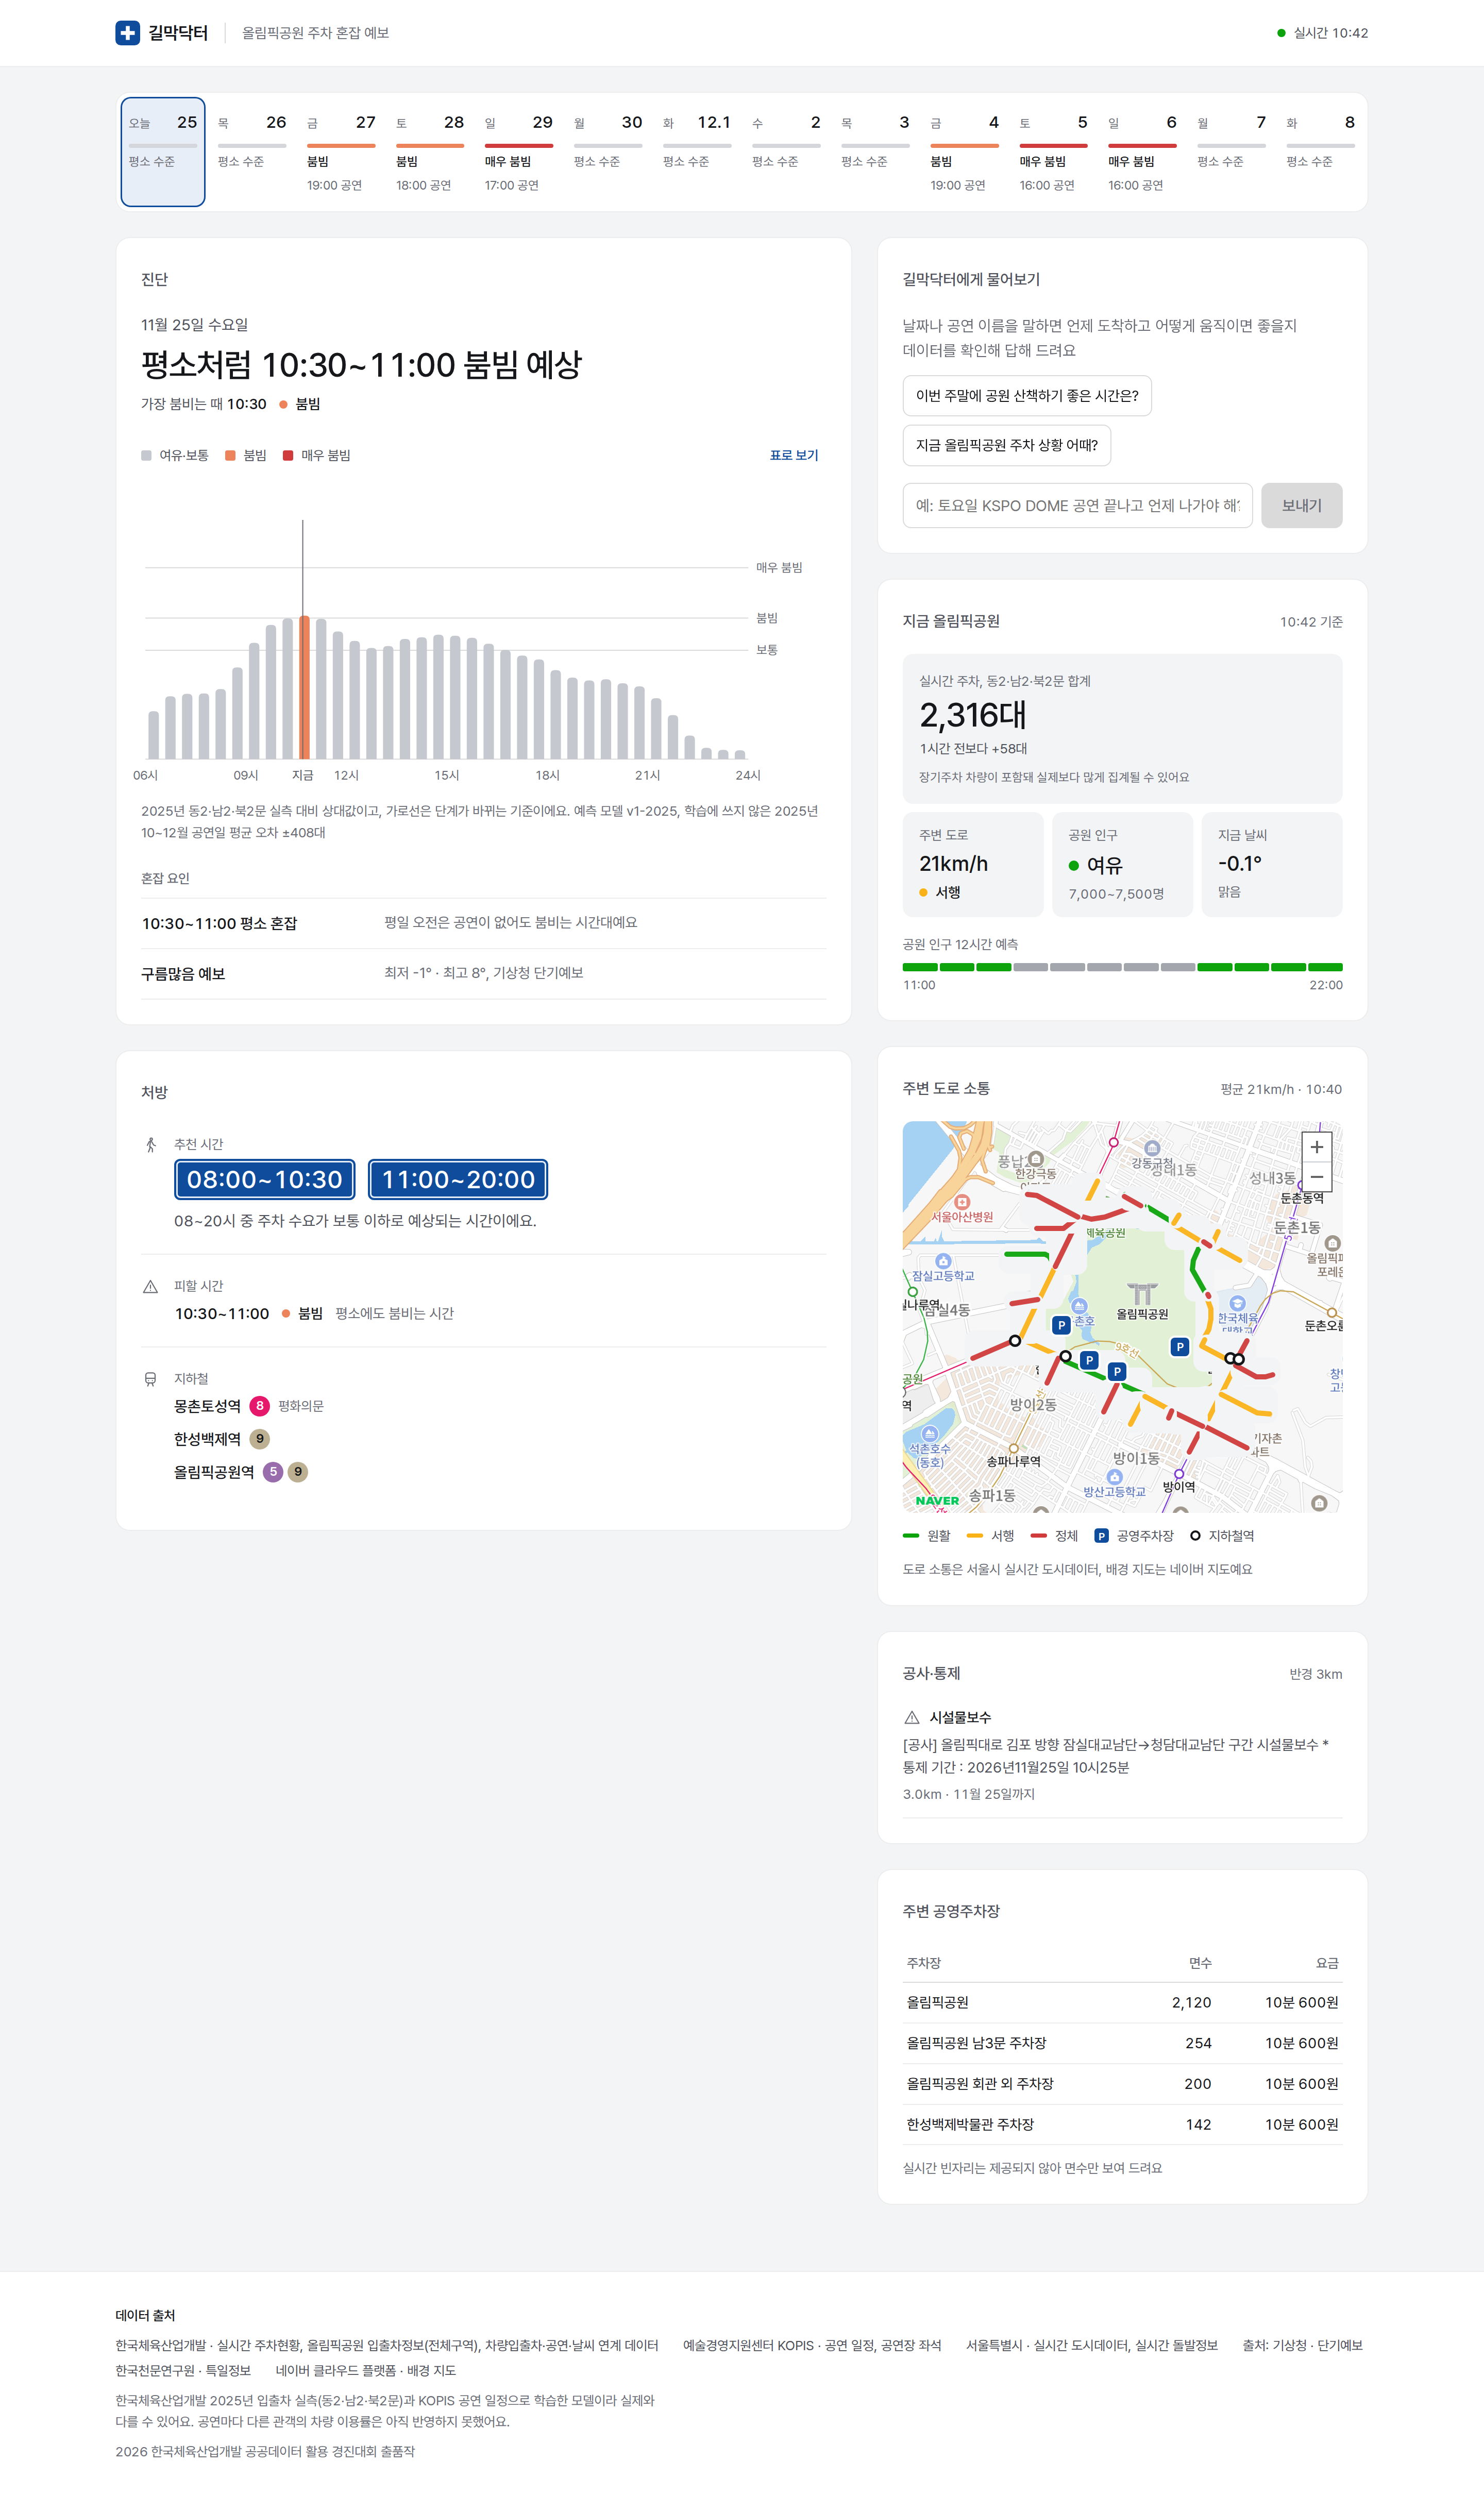 길막닥터
올림픽공원 주차 혼잡 예보
실시간 10:42
오늘 25
평소 수준
목 26
평소 수준
금 27
붐빔
19:00 공연
토 28
붐빔
18:00 공연
일 29
매우 붐빔
17:00 공연
월 30
평소 수준
화 12.1
평소 수준
수 2
평소 수준
목 3
평소 수준
금 4
붐빔
19:00 공연
토 5
매우 붐빔
16:00 공연
일 6
매우 붐빔
16:00 공연
월 7
평소 수준
화 8
평소 수준
진단
11월 25일 수요일
평소처럼 10:30~11:00 붐빔 예상
가장 붐비는 때 10:30 붐빔
여유·보통 붐빔 매우 붐빔
표로 보기
매우 붐빔
붐빔
보통
06시 09시 지금 12시 15시 18시 21시 24시
2025년 동2·남2·북2문 실측 대비 상대값이고, 가로선은 단계가 바뀌는 기준이에요. 예측 모델 v1-2025, 학습에 쓰지 않은 2025년
10~12월 공연일 평균 오차 ±408대
혼잡 요인
10:30~11:00 평소 혼잡 평일 오전은 공연이 없어도 붐비는 시간대예요
구름많음 예보 최저 -1° · 최고 8°, 기상청 단기예보
처방
추천 시간
08:00~10:30 11:00~20:00
08~20시 중 주차 수요가 보통 이하로 예상되는 시간이에요.
피할 시간
10:30~11:00 붐빔 평소에도 붐비는 시간
지하철
몽촌토성역 8 평화의문
한성백제역 9
올림픽공원역 5 9
길막닥터에게 물어보기
날짜나 공연 이름을 말하면 언제 도착하고 어떻게 움직이면 좋을지
데이터를 확인해 답해 드려요
이번 주말에 공원 산책하기 좋은 시간은?
지금 올림픽공원 주차 상황 어때?
예: 토요일 KSPO DOME 공연 끝나고 언제 나가야 해?
보내기
지금 올림픽공원
10:42 기준
실시간 주차, 동2·남2·북2문 합계
2,316대
1시간 전보다 +58대
장기주차 차량이 포함돼 실제보다 많게 집계될 수 있어요
주변 도로
21km/h
서행
공원 인구
여유
7,000~7,500명
지금 날씨
-0.1°
맑음
공원 인구 12시간 예측
11:00 22:00
주변 도로 소통
평균 21km/h · 10:40
+
−
한강극동
강동구청
성내1동
성내3동
둔촌동역
서울아산병원
둔촌1동
잠실고등학교
잠실4동
올림픽공원
한국체육
대학교
9호선
방이2동
석촌호수
(동호)
송파나루역
방이1동
방산고등학교
방이역
NAVER
송파1동
P
P
P
P
원활 서행 정체 P 공영주차장 지하철역
도로 소통은 서울시 실시간 도시데이터, 배경 지도는 네이버 지도예요
공사·통제
반경 3km
시설물보수
[공사] 올림픽대로 김포 방향 잠실대교남단→청담대교남단 구간 시설물보수 *
통제 기간 : 2026년11월25일 10시25분
3.0km · 11월 25일까지
주변 공영주차장
주차장 면수 요금
올림픽공원 2,120 10분 600원
올림픽공원 남3문 주차장 254 10분 600원
올림픽공원 회관 외 주차장 200 10분 600원
한성백제박물관 주차장 142 10분 600원
실시간 빈자리는 제공되지 않아 면수만 보여 드려요
데이터 출처
한국체육산업개발 · 실시간 주차현황, 올림픽공원 입출차정보(전체구역), 차량입출차·공연·날씨 연계 데이터 예술경영지원센터 KOPIS · 공연 일정, 공연장 좌석 서울특별시 · 실시간 도시데이터, 실시간 돌발정보 출처: 기상청 · 단기예보
한국천문연구원 · 특일정보 네이버 클라우드 플랫폼 · 배경 지도
한국체육산업개발 2025년 입출차 실측(동2·남2·북2문)과 KOPIS 공연 일정으로 학습한 모델이라 실제와
다를 수 있어요. 공연마다 다른 관객의 차량 이용률은 아직 반영하지 못했어요.
2026 한국체육산업개발 공공데이터 활용 경진대회 출품작